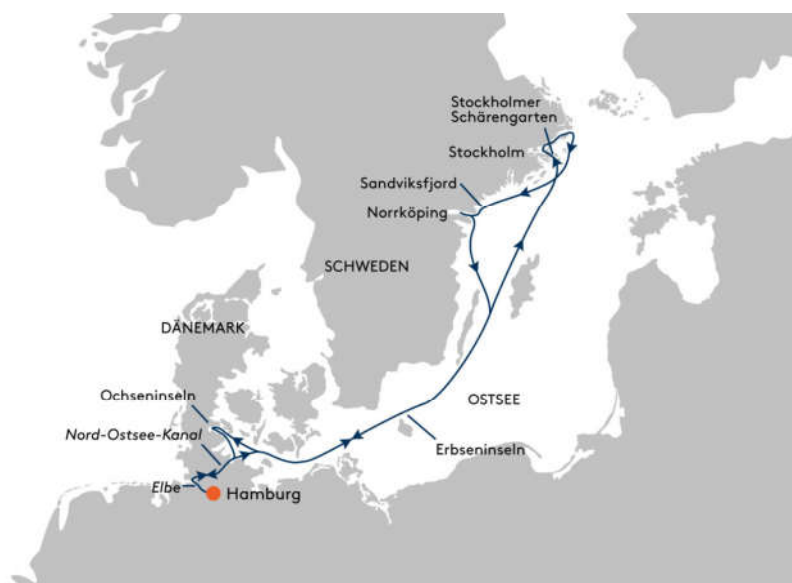 Stockholmer
Schärengarten
Stockholm
Sandviksfjord
Norrköping
SCHWEDEN
DÄNEMARK
Ochseninseln
OSTSEE
Nord-Ostsee-Kanal
Erbseninseln
Elbe
Hamburg